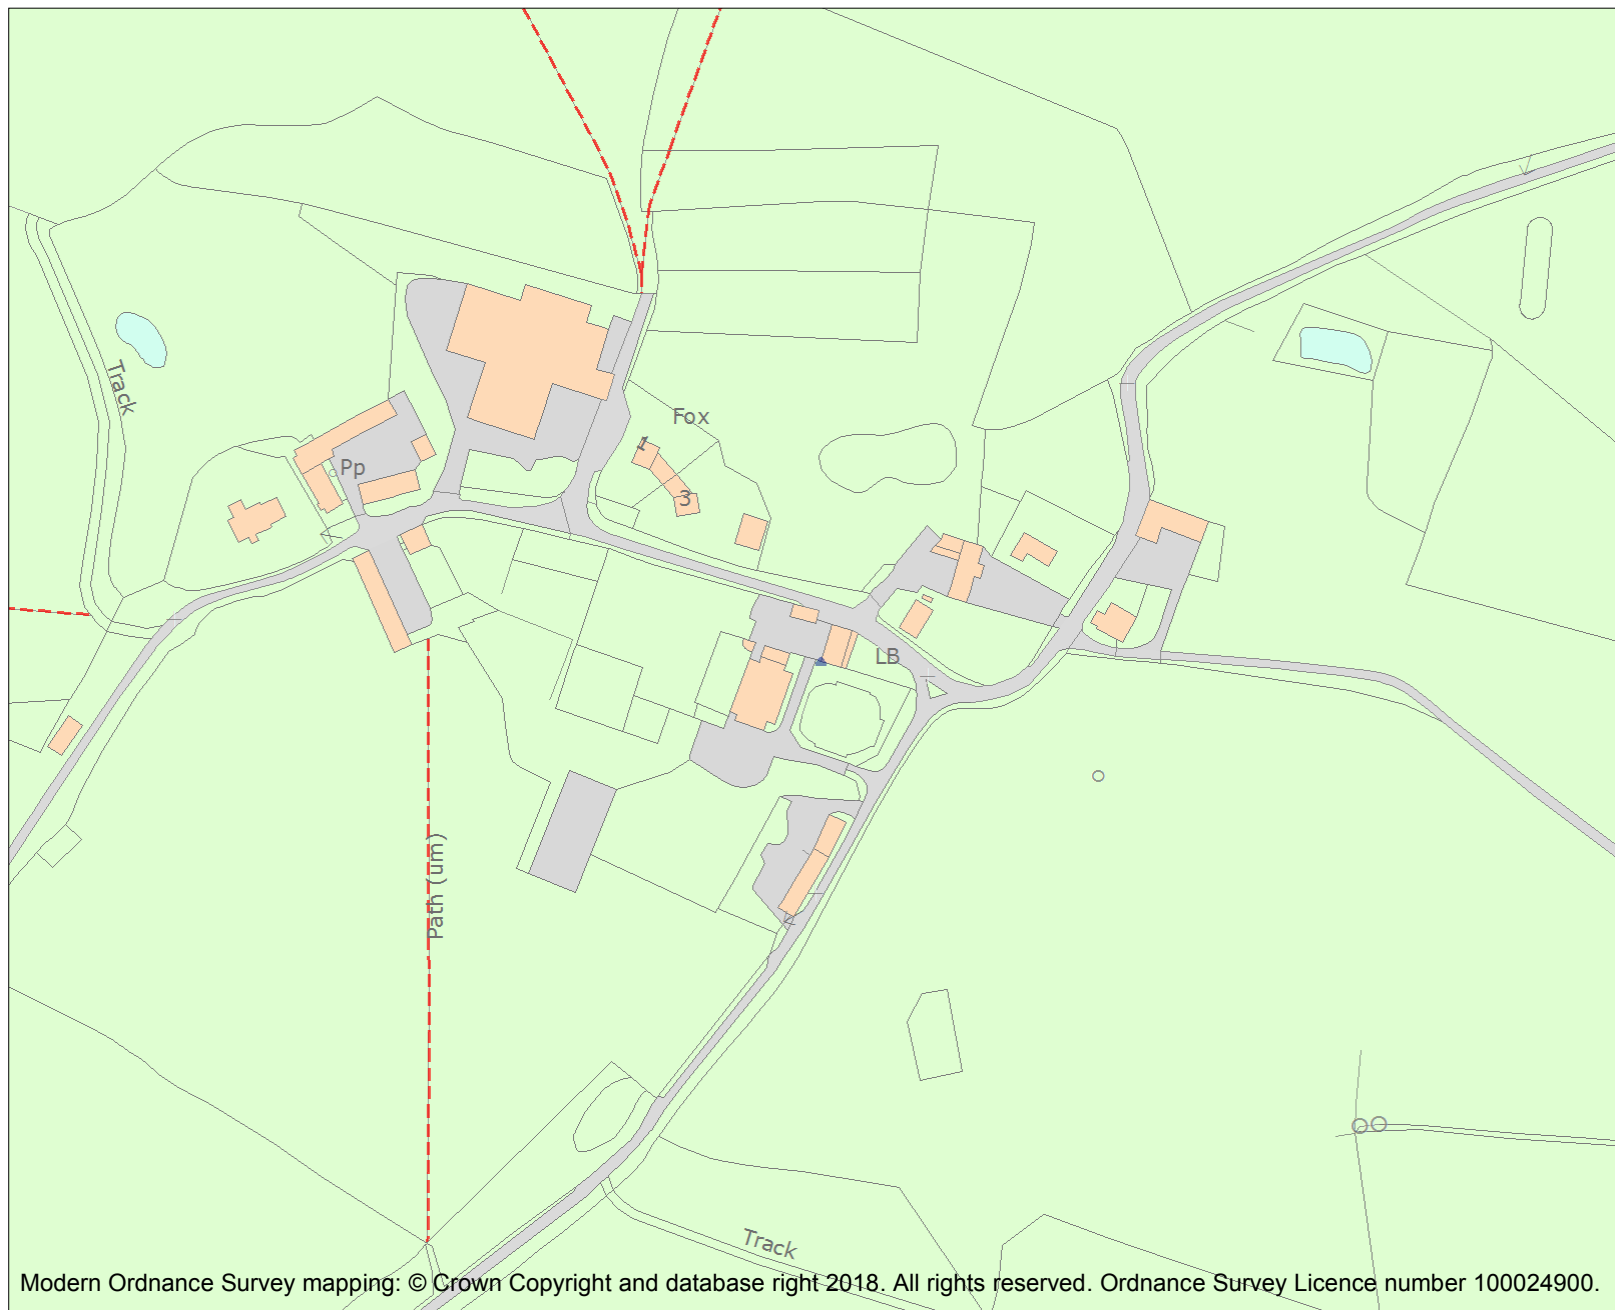 Track
Fox
1
Pp
3
LB
Path (um)
Track
Modern Ordnance Survey mapping: © Crown Copyright and database right 2018. All rights reserved. Ordnance Survey Licence number 100024900.